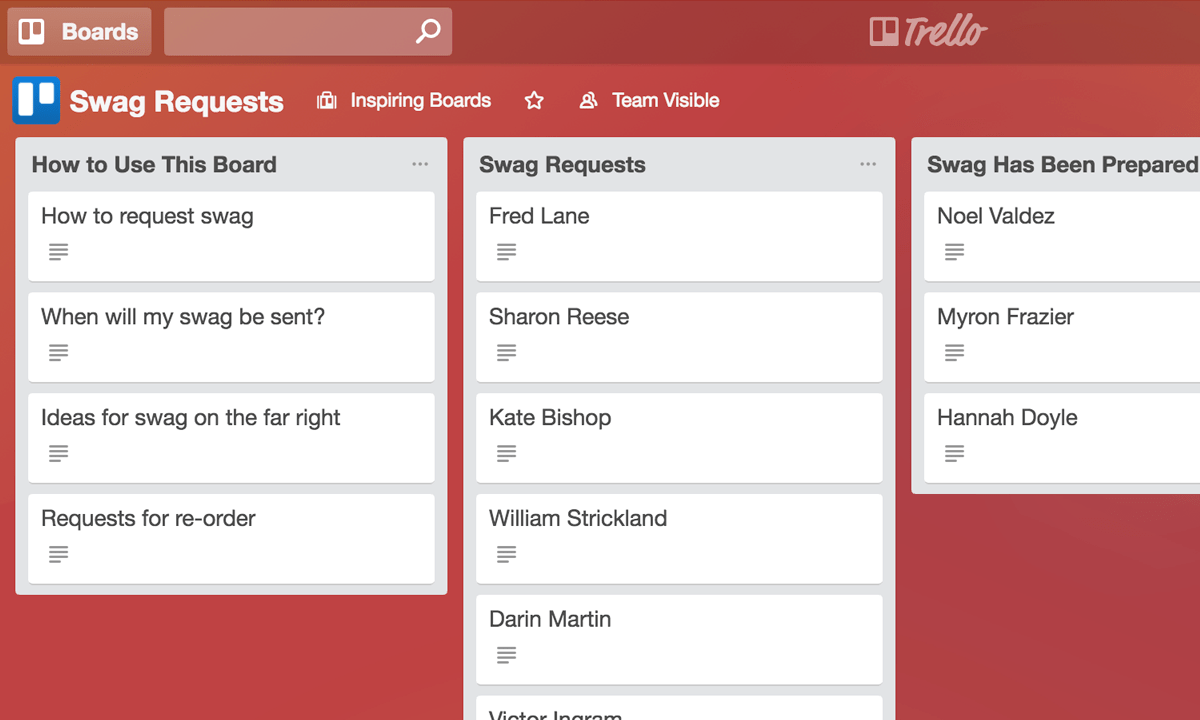 Boards
Trello
Swag Requests
Inspiring Boards
Team Visible
How to Use This Board
How to request swag
When will my swag be sent?
Ideas for swag on the far right
Requests for re-order
Swag Requests
Fred Lane
Sharon Reese
Kate Bishop
William Strickland
Darin Martin
Victor Ingram
Swag Has Been Prepared
Noel Valdez
Myron Frazier
Hannah Doyle